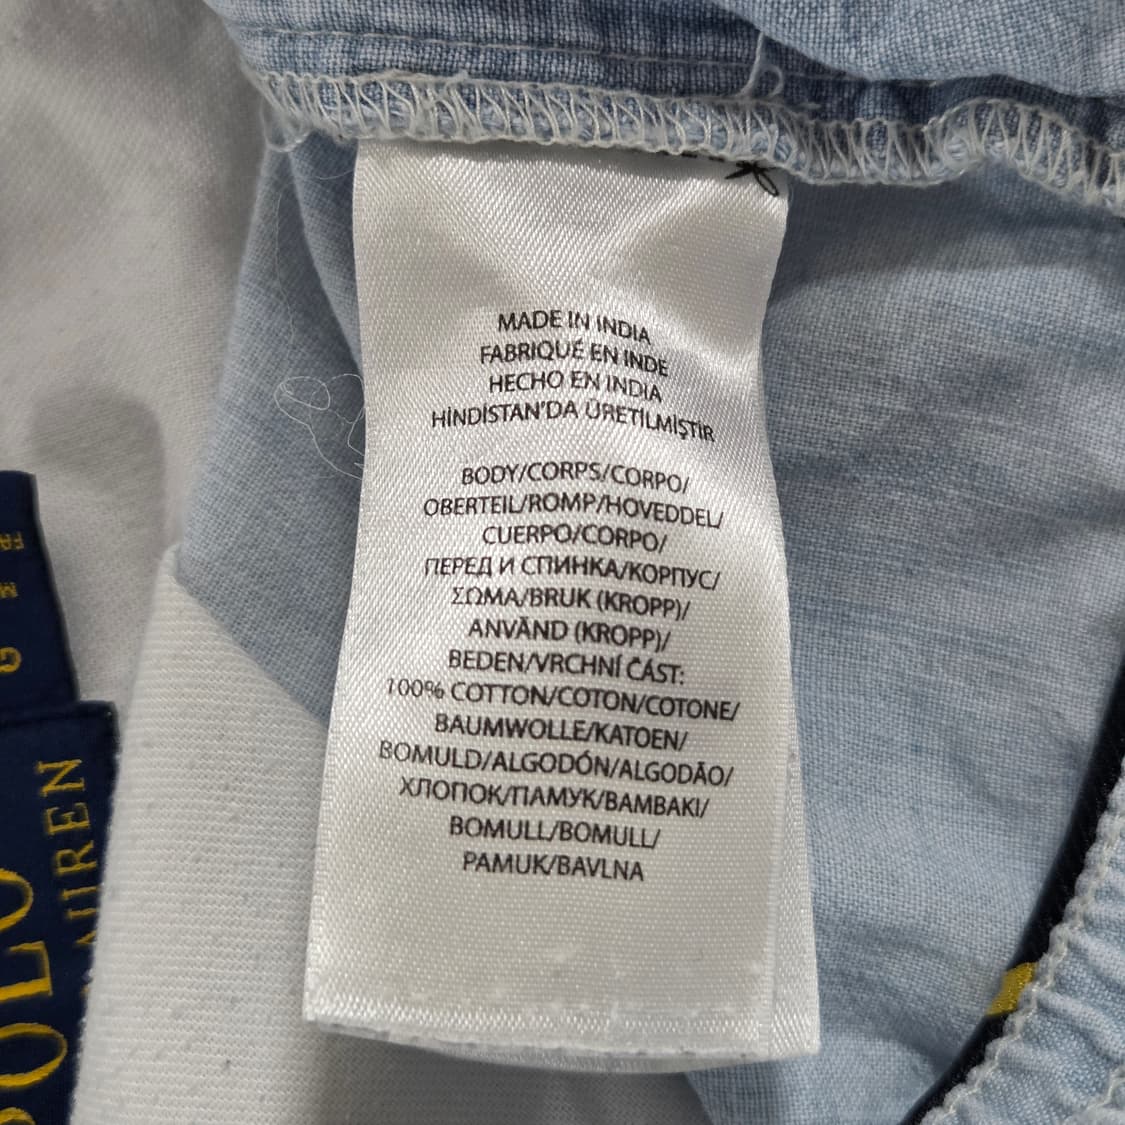 MADE IN INDIA
FABRIQUÉ EN INDE
HECHO EN INDIA
HİNDİSTAN'DA ÜRETİLMİŞTİR
BODY/CORPS/CORPO/
OBERTEIL/ROMP/HOVEDDEL/
CUERPO/CORPO/
ПЕРЕД И СПИНКА/КОРПУС/
ΣΩΜΑ/BRUK (KROPP)/
ANVÄND (KROPP)/
BEDEN/VRCHNÍ ČÁST:
100% COTTON/COTON/COTONE/
BAUMWOLLE/KATOEN/
BOMULD/ALGODÓN/ALGODÃO/
ХЛОПОК/ПАМУК/ΒΑΜΒΑΚΙ/
BOMULL/BOMULL/
PAMUK/BAVLNA
POLO
LAUREN
G
M
FA